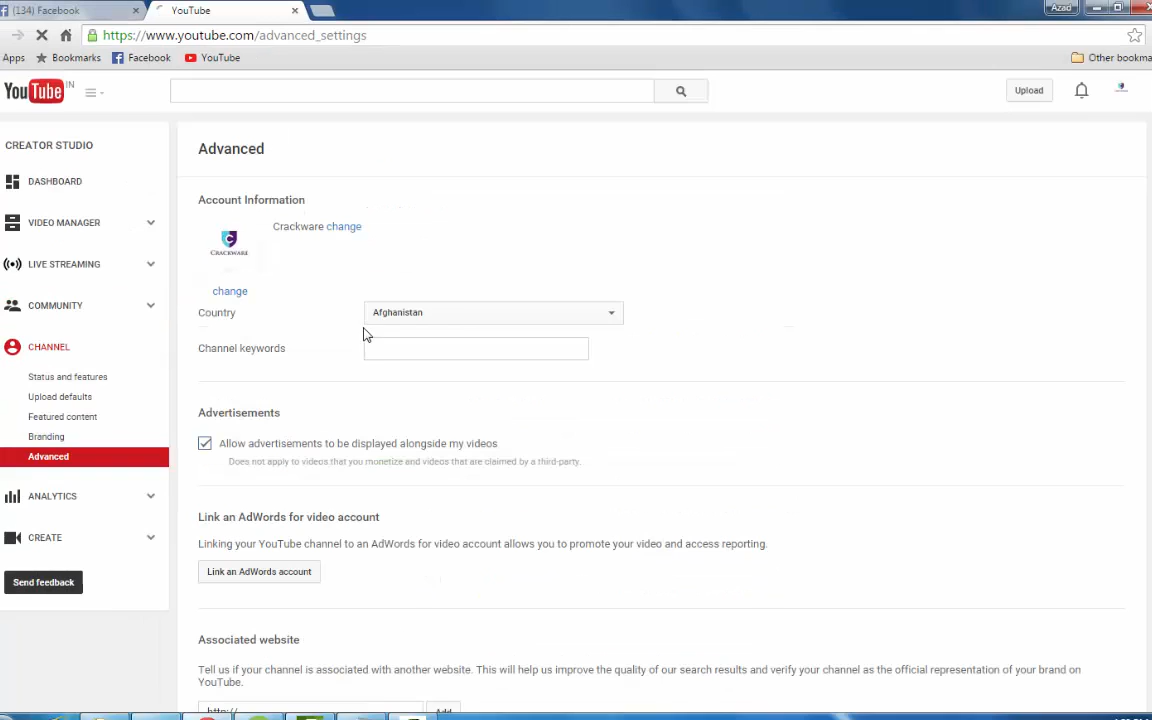 (134) Facebook
YouTube
Azad
https://www.youtube.com/advanced_settings
Apps
Bookmarks
Facebook
YouTube
Other bookma
YouTube IN
Upload
CREATOR STUDIO
DASHBOARD
VIDEO MANAGER
LIVE STREAMING
COMMUNITY
CHANNEL
Status and features
Upload defaults
Featured content
Branding
Advanced
ANALYTICS
CREATE
Send feedback
Advanced
Account Information
Crackware change
CRACKWARE
change
Country
Afghanistan
Channel keywords
Advertisements
Allow advertisements to be displayed alongside my videos
Does not apply to videos that you monetize and videos that are claimed by a third-party.
Link an AdWords for video account
Linking your YouTube channel to an AdWords for video account allows you to promote your video and access reporting.
Link an AdWords account
Associated website
Tell us if your channel is associated with another website. This will help us improve the quality of our search results and verify your channel as the official representation of your brand on
YouTube.
http://
Add